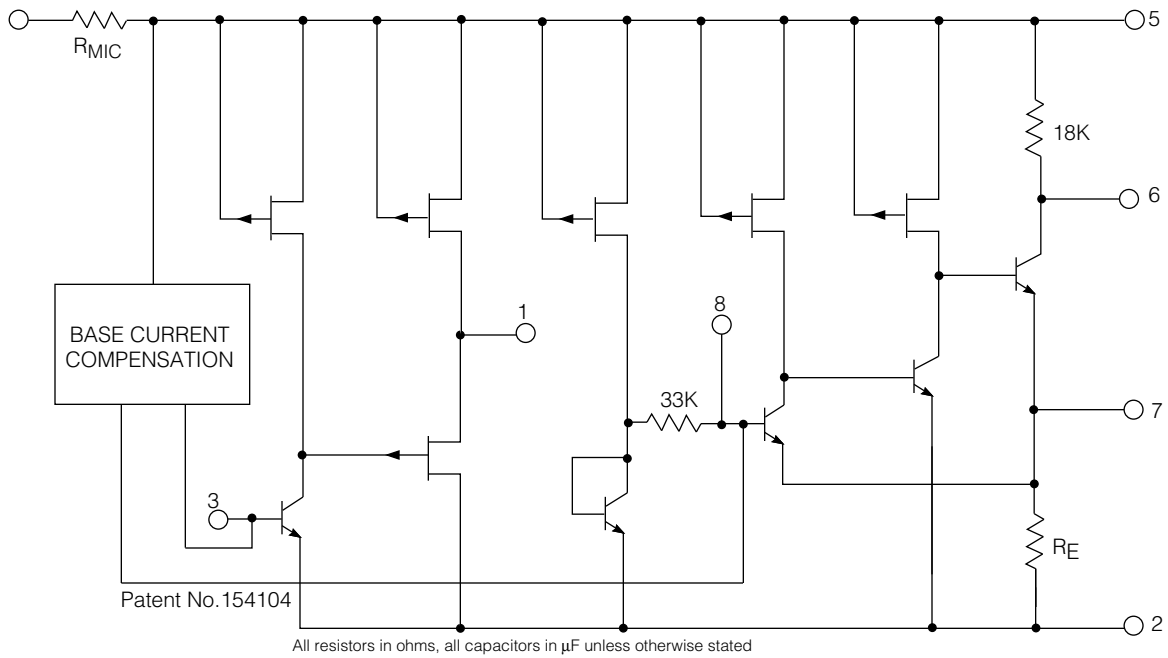 R_MIC
5
18K
6
8
1
BASE CURRENT
COMPENSATION
33K
7
3
R_E
Patent No.154104
2
All resistors in ohms, all capacitors in µF unless otherwise stated